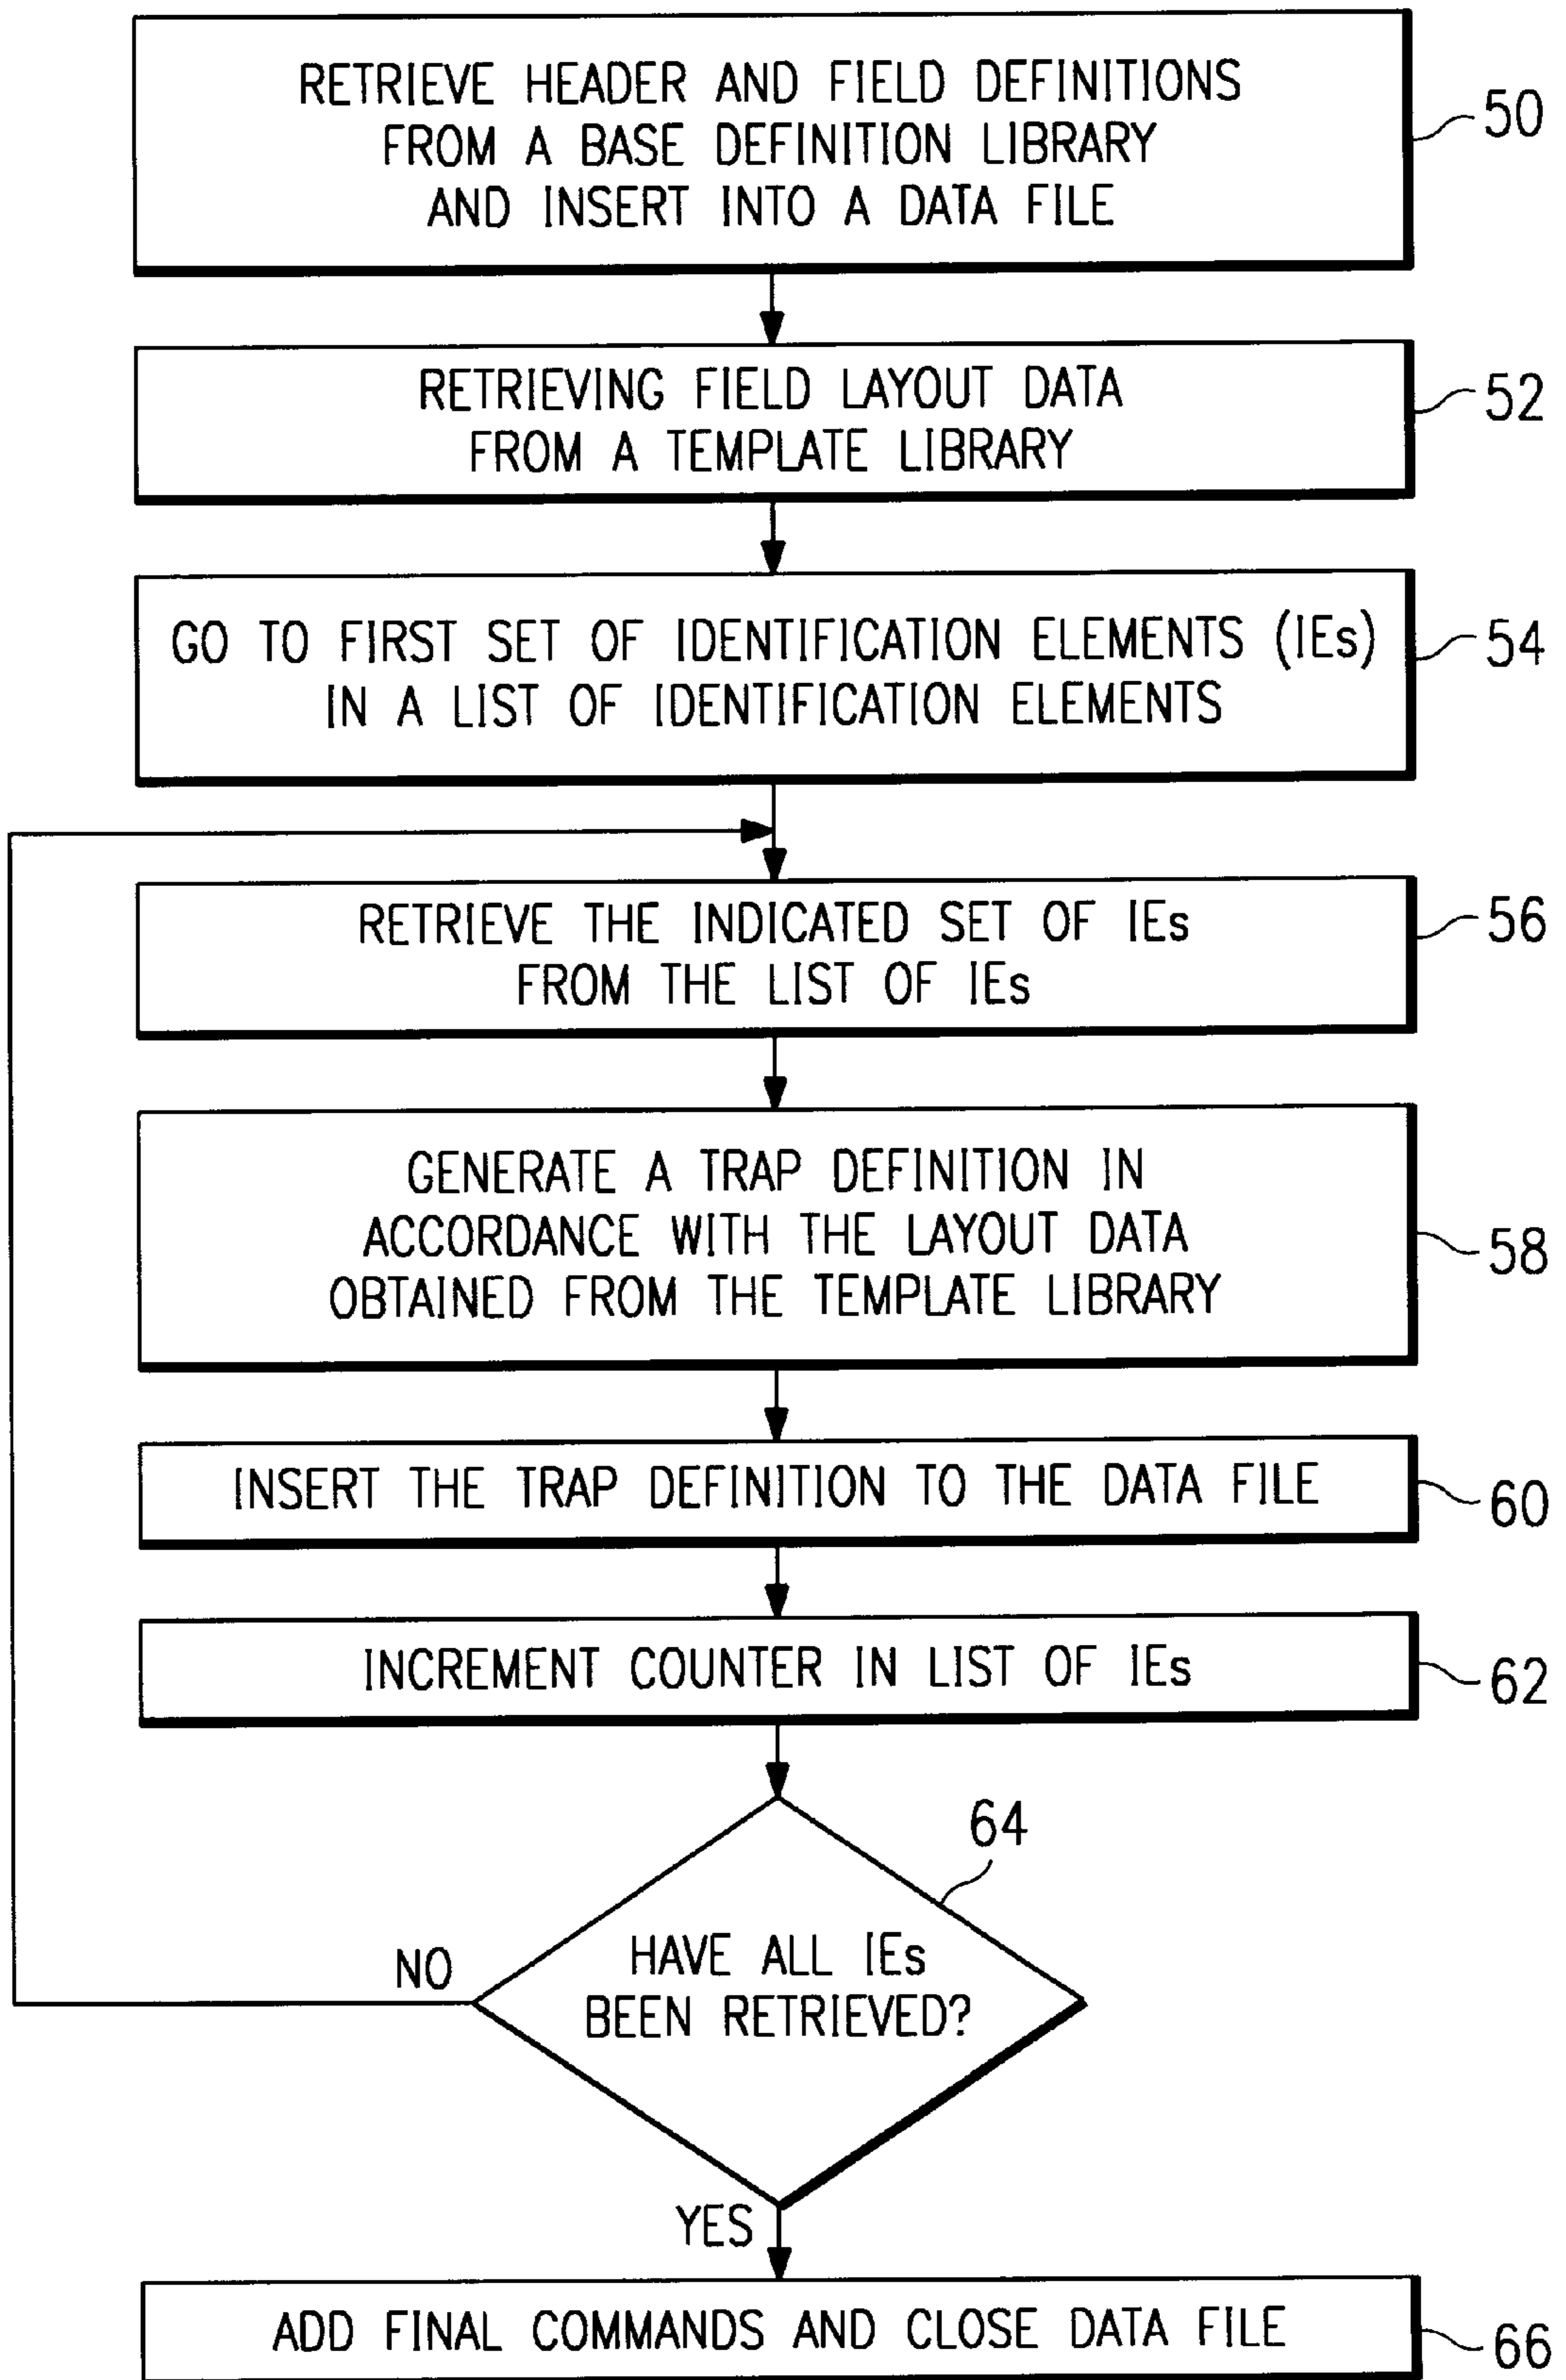 RETRIEVE HEADER AND FIELD DEFINITIONS
FROM A BASE DEFINITION LIBRARY
AND INSERT INTO A DATA FILE
50
RETRIEVING FIELD LAYOUT DATA
FROM A TEMPLATE LIBRARY
52
GO TO FIRST SET OF IDENTIFICATION ELEMENTS (IEs)
IN A LIST OF IDENTIFICATION ELEMENTS
54
RETRIEVE THE INDICATED SET OF IEs
FROM THE LIST OF IEs
56
GENERATE A TRAP DEFINITION IN
ACCORDANCE WITH THE LAYOUT DATA
OBTAINED FROM THE TEMPLATE LIBRARY
58
INSERT THE TRAP DEFINITION TO THE DATA FILE
60
INCREMENT COUNTER IN LIST OF IEs
62
64
HAVE ALL IEs
BEEN RETRIEVED?
NO
YES
ADD FINAL COMMANDS AND CLOSE DATA FILE
66